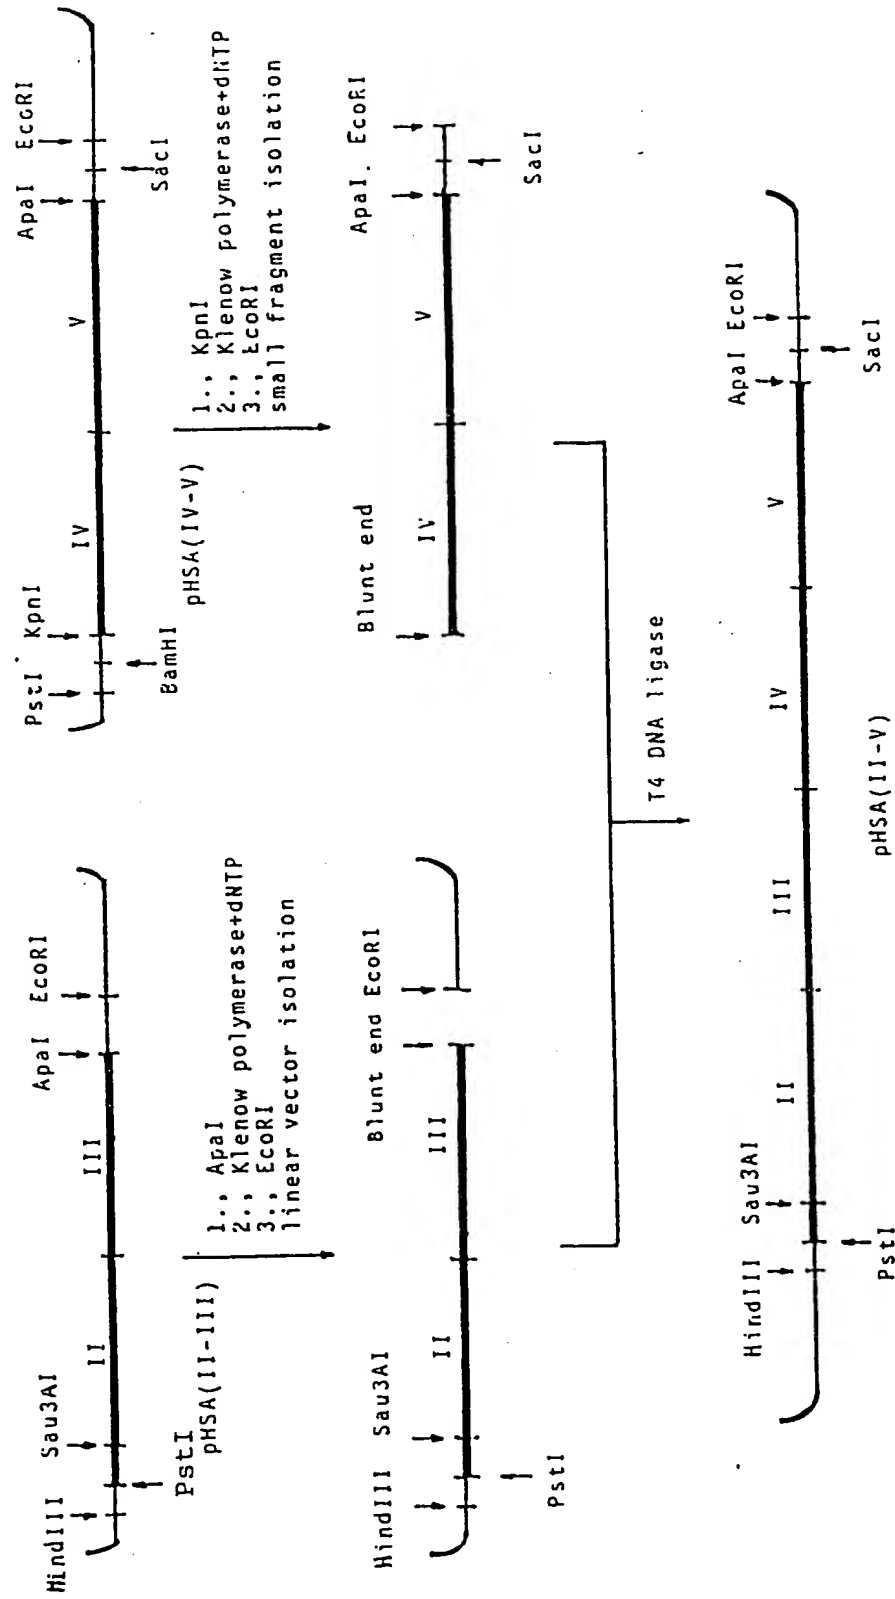 HindIII Sau3AI ApaI EcoRI
II III
PstI
pHSA(II-III)
1., ApaI
2., Klenow polymerase+dNTP
3., EcoRI
linear vector isolation
PstI KpnI ApaI EcoRI
IV V
BamHI SacI
pHSA(IV-V)
1., KpnI
2., Klenow polymerase+dNTP
3., EcoRI
small fragment isolation
HindIII Sau3AI Blunt end EcoRI
II III
PstI
Blunt end ApaI. EcoRI
IV V
SacI
T4 DNA ligase
HindIII Sau3AI ApaI EcoRI
II III IV V
PstI SacI
pHSA(II-V)